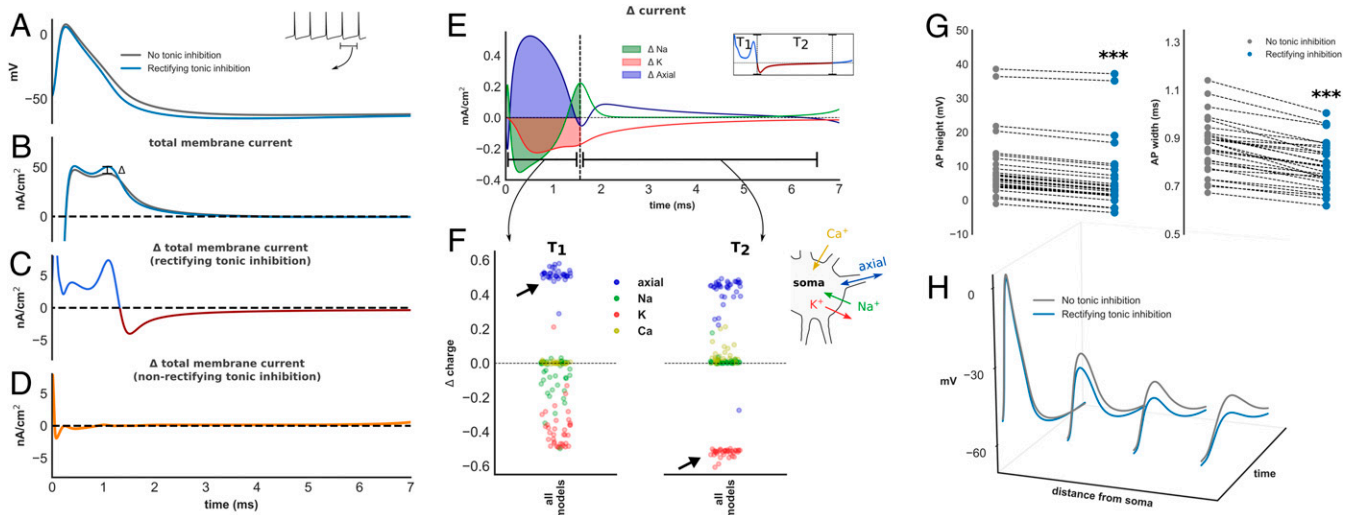 A
0
mV
−50
No tonic inhibition
Rectifying tonic inhibition
B
total membrane current
50
nA/cm²
0
Δ
C
Δ total membrane current
(rectifying tonic inhibition)
5
nA/cm²
0
−5
D
Δ total membrane current
(non-rectifying tonic inhibition)
5
nA/cm²
0
−5
0 1 2 3 4 5 6 7
time (ms)
E
Δ current
0.4
mA/cm²
0.2
0.0
−0.2
−0.4
Δ Na
Δ K
Δ Axial
T₁ T₂
0 1 2 3 4 5 6 7
time (ms)
F
T₁ T₂
0.6
0.4
0.2
Δ charge
0.0
−0.2
−0.4
−0.6
axial
Na
K
Ca
all
models
all
models
Ca⁺
axial
soma
K⁺
Na⁺
G
50
40
30
AP height (mV)
20
10
0
−10
***
1.3
1.1
AP width (ms)
0.9
0.7
0.5
No tonic inhibition
Rectifying inhibition
***
H
0
mV
−30
−60
No tonic inhibition
Rectifying tonic inhibition
distance from soma
time